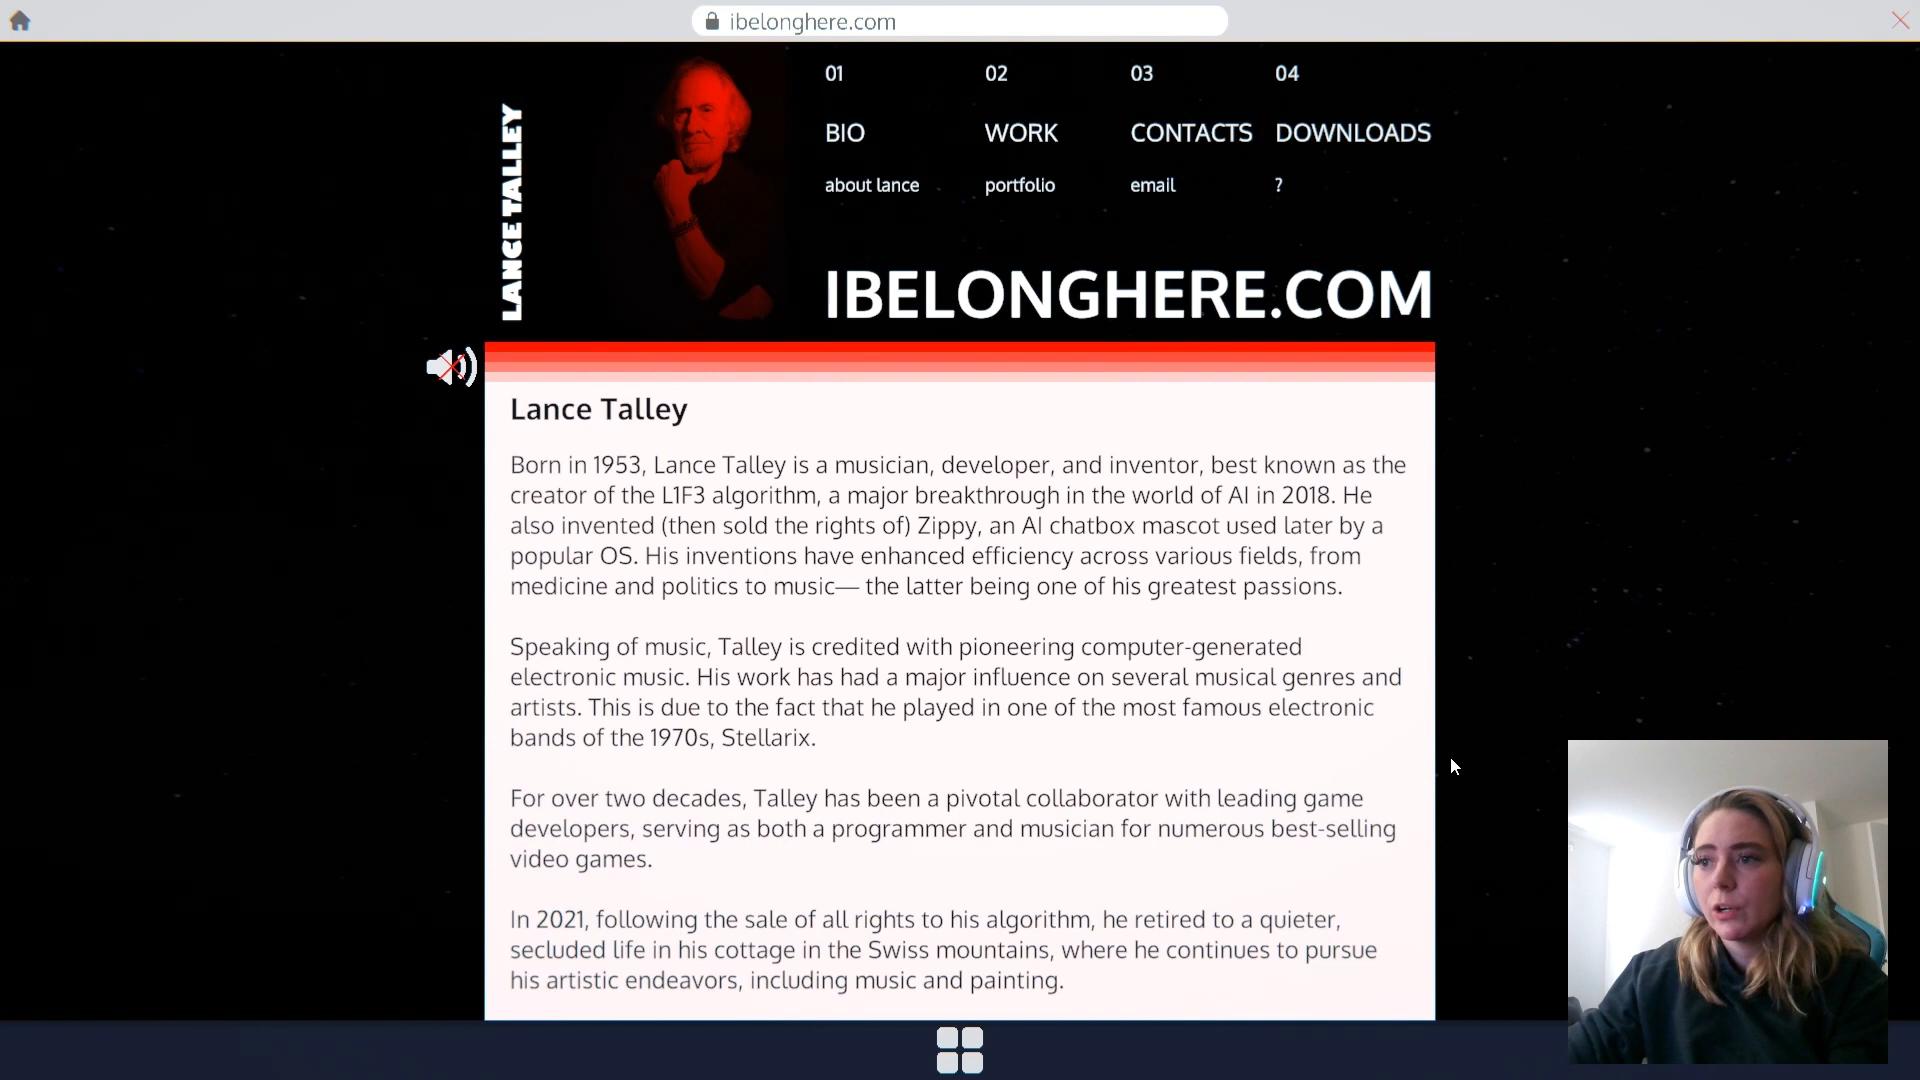 ibelonghere.com
01
02
03
04
LANCE TALLEY
BIO
WORK
CONTACTS
DOWNLOADS
about lance
portfolio
email
?
IBELONGHERE.COM
Lance Talley
Born in 1953, Lance Talley is a musician, developer, and inventor, best known as the
creator of the L1F3 algorithm, a major breakthrough in the world of AI in 2018. He
also invented (then sold the rights of) Zippy, an AI chatbox mascot used later by a
popular OS. His inventions have enhanced efficiency across various fields, from
medicine and politics to music— the latter being one of his greatest passions.
Speaking of music, Talley is credited with pioneering computer-generated
electronic music. His work has had a major influence on several musical genres and
artists. This is due to the fact that he played in one of the most famous electronic
bands of the 1970s, Stellarix.
For over two decades, Talley has been a pivotal collaborator with leading game
developers, serving as both a programmer and musician for numerous best-selling
video games.
In 2021, following the sale of all rights to his algorithm, he retired to a quieter,
secluded life in his cottage in the Swiss mountains, where he continues to pursue
his artistic endeavors, including music and painting.